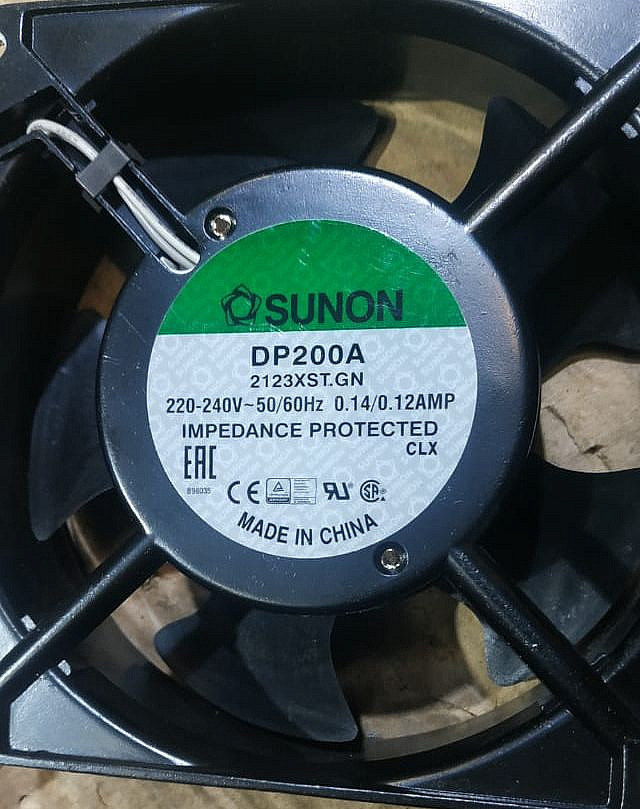 SUNON
DP200A
2123XST.GN
220-240V~50/60Hz 0.14/0.12AMP
IMPEDANCE PROTECTED
CLX
EAC
B96035
CE
MADE IN CHINA